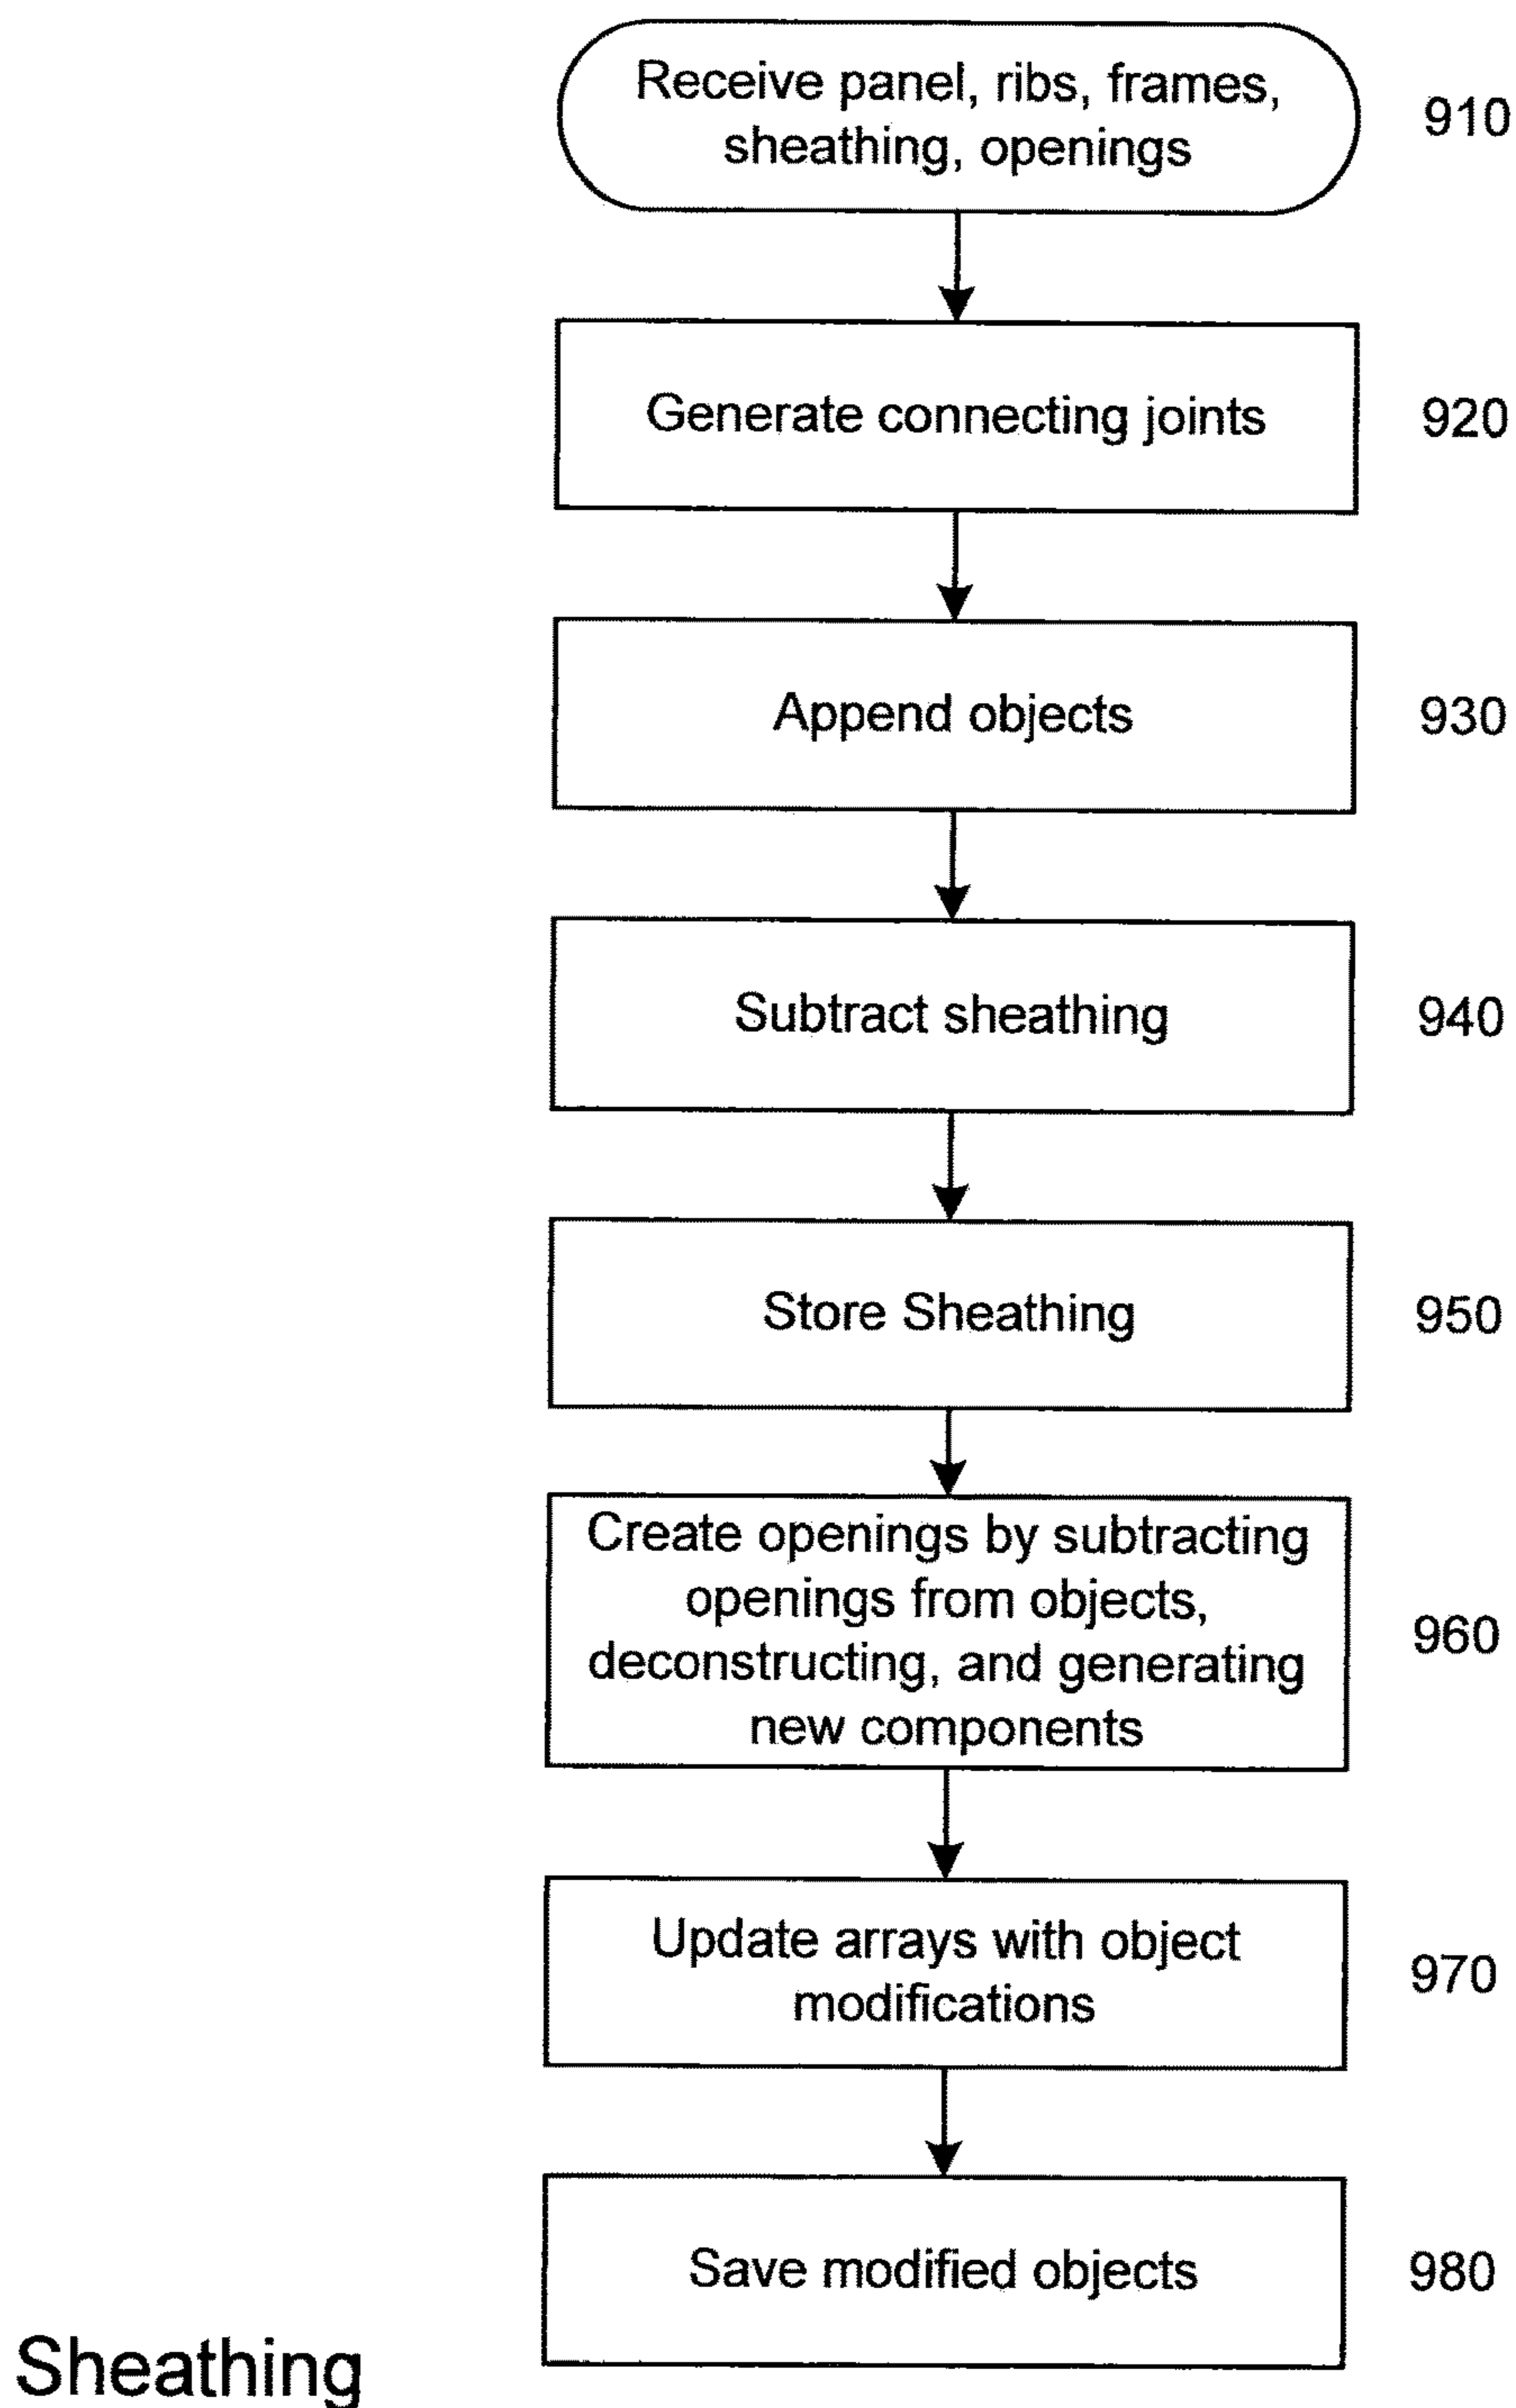 Receive panel, ribs, frames,
sheathing, openings
910
Generate connecting joints
920
Append objects
930
Subtract sheathing
940
Store Sheathing
950
Create openings by subtracting
openings from objects,
deconstructing, and generating
new components
960
Update arrays with object
modifications
970
Save modified objects
980
Sheathing